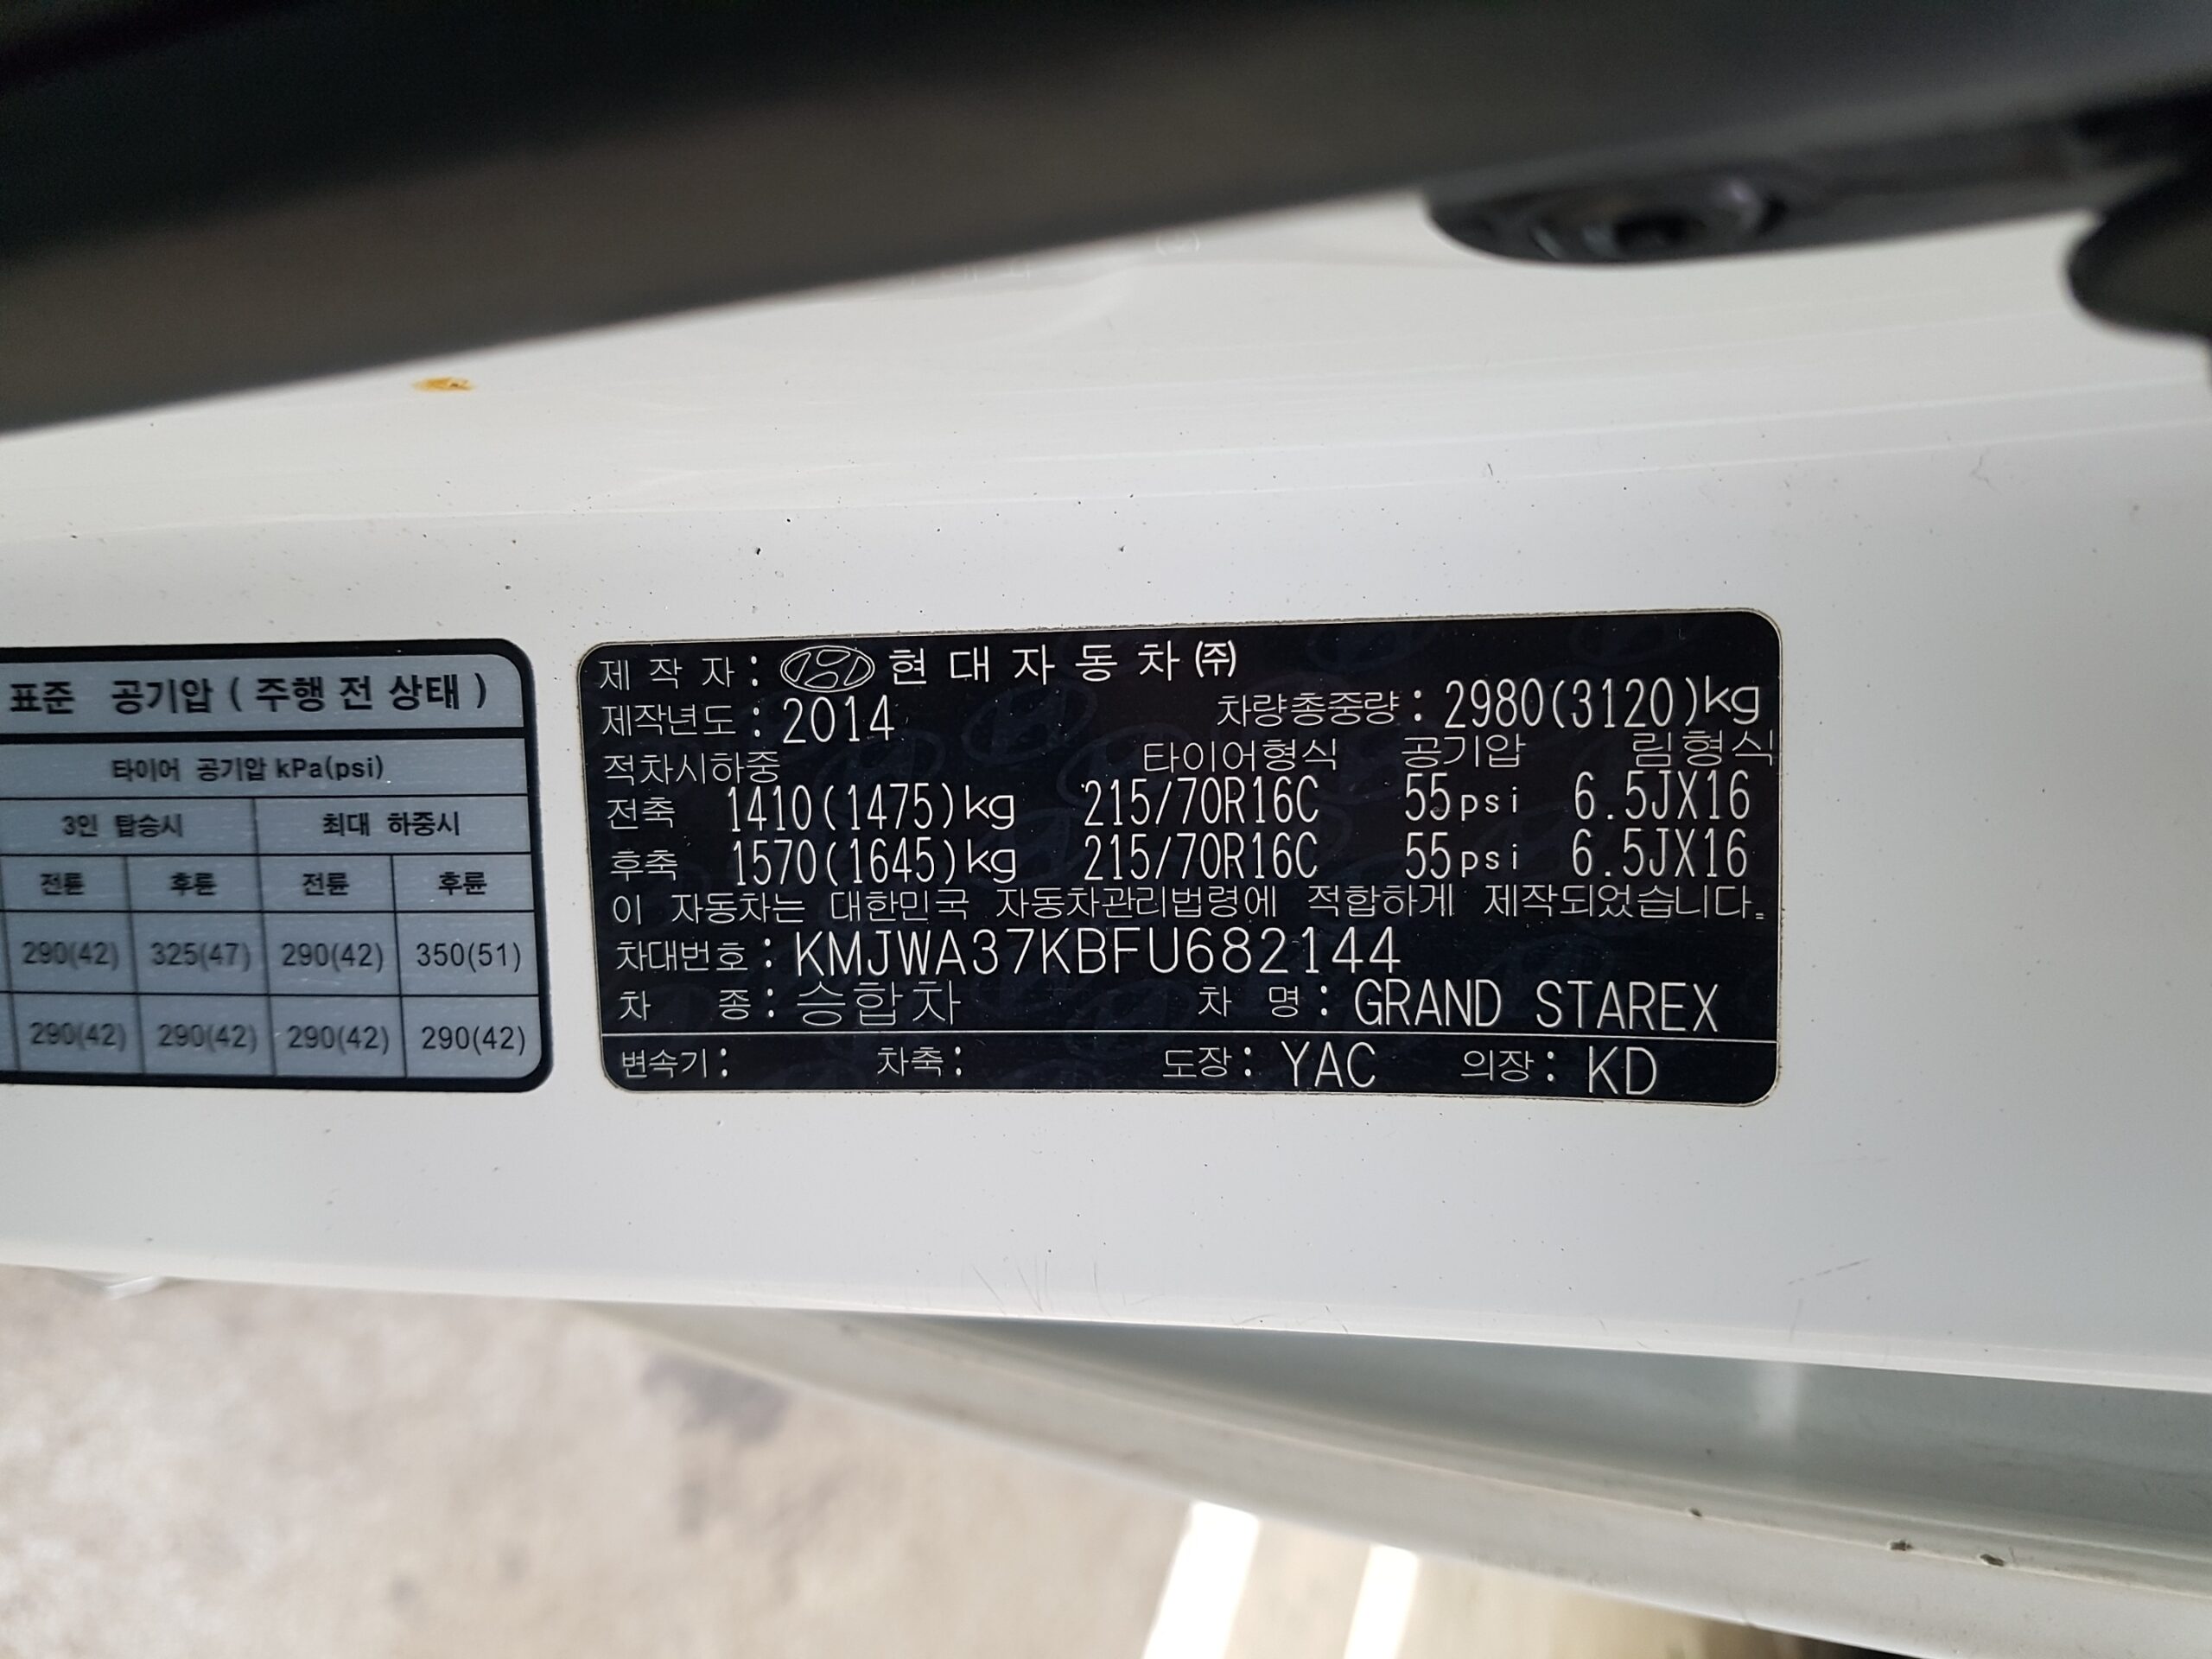 표준 공기압 ( 주행 전 상태 )
타이어 공기압 kPa(psi)
3인 탑승시 최대 하중시
전륜 후륜 전륜 후륜
290(42) 325(47) 290(42) 350(51)
290(42) 290(42) 290(42) 290(42)
제 작 자 : 현 대 자 동 차 ㈜
제작년도 : 2014 차량총중량 : 2980(3120)kg
적차시하중 타이어형식 공기압 림형식
전축 1410(1475)kg 215/70R16C 55psi 6.5JX16
후축 1570(1645)kg 215/70R16C 55psi 6.5JX16
이 자동차는 대한민국 자동차관리법령에 적합하게 제작되었습니다.
차대번호 : KMJWA37KBFU682144
차 종 : 승합차 차 명 : GRAND STAREX
변속기 : 차축 : 도장 : YAC 의장 : KD